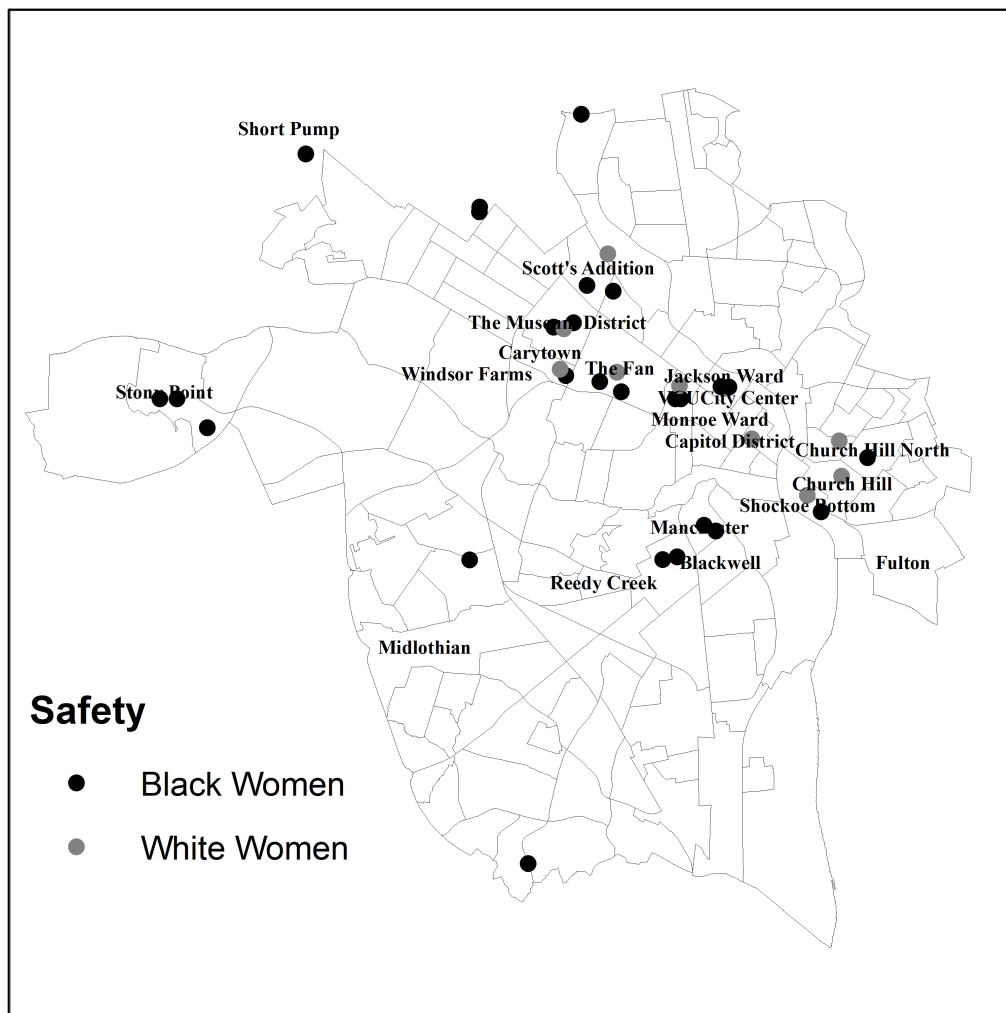 Short Pump
Scott's Addition
The Museum District
Carytown
Windsor Farms
The Fan
Jackson Ward
Stony Point
VCU
City Center
Monroe Ward
Capitol District
Church Hill North
Church Hill
Shockoe Bottom
Manchester
Blackwell
Fulton
Reedy Creek
Midlothian
Safety
Black Women
White Women